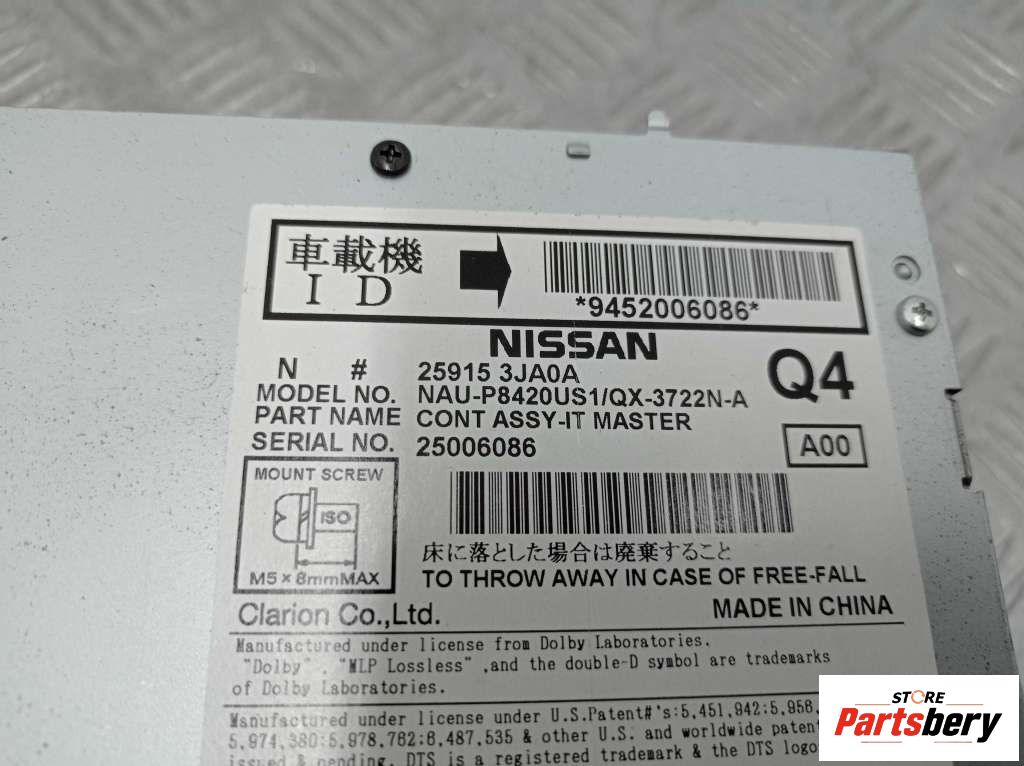 車載機
ID
*9452006086*
NISSAN
N # 25915 3JA0A
Q4
MODEL NO. NAU-P8420US1/QX-3722N-A
PART NAME CONT ASSY-IT MASTER
SERIAL NO. 25006086
A00
MOUNT SCREW
ISO
M5×8mmMAX
床に落とした場合は廃棄すること
TO THROW AWAY IN CASE OF FREE-FALL
Clarion Co.,Ltd.
MADE IN CHINA
Manufactured under license from Dolby Laboratories.
"Dolby", "MLP Lossless" ,and the double-D symbol are trademarks
of Dolby Laboratories.
Manufactured under license under U.S.Patent#'s:5,451,942:5,956,
5,974,380:5,978,762:6,487,535 & other U.S. and worldwide paten
issued & pending. DTS is a registered trademark & the DTS logo
STORE
Partsbery